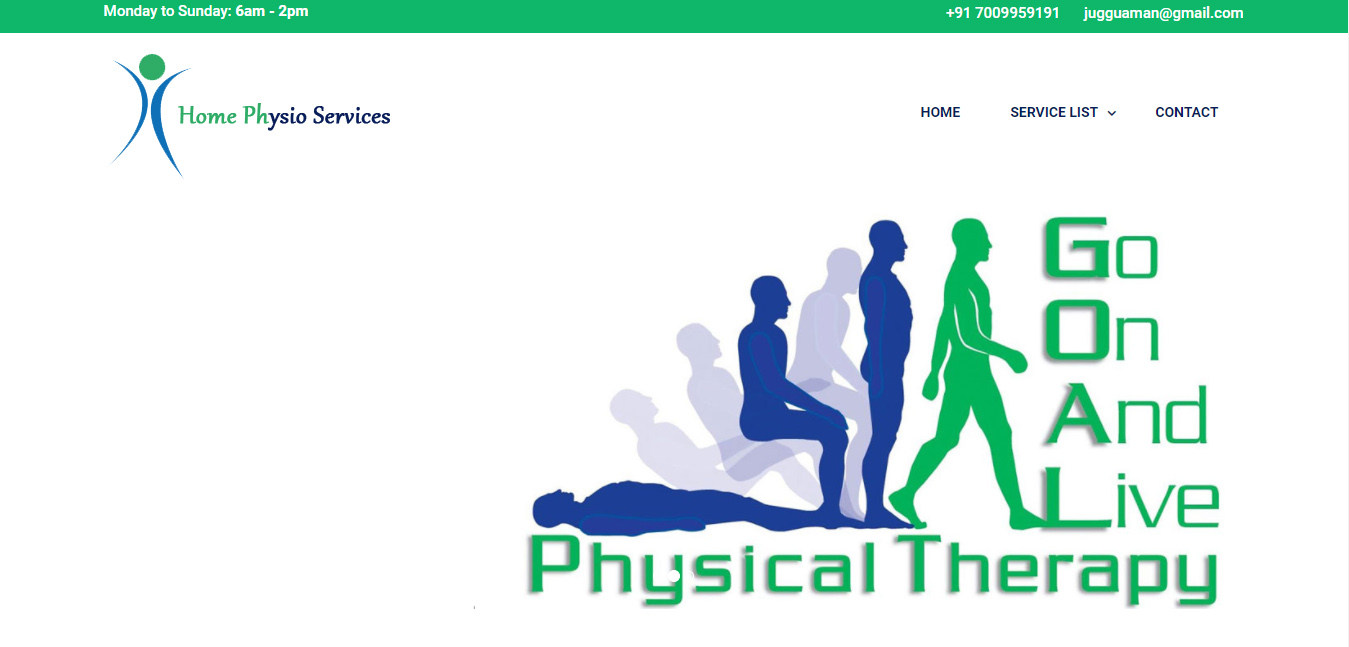 Monday to Sunday: 6am - 2pm
+91 7009959191 jugguaman@gmail.com
Home Physio Services
HOME SERVICE LIST CONTACT
Go
On
And
Live
Physical Therapy